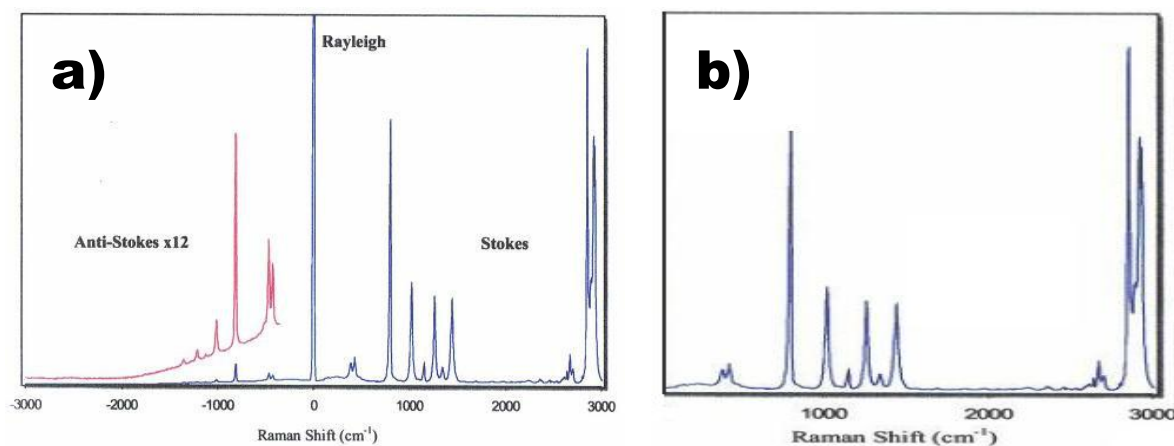 a)
Rayleigh
Anti-Stokes x12
Stokes
-3000 -2000 -1000 0 1000 2000 3000
Raman Shift (cm⁻¹)
b)
1000 2000 3000
Raman Shift (cm⁻¹)